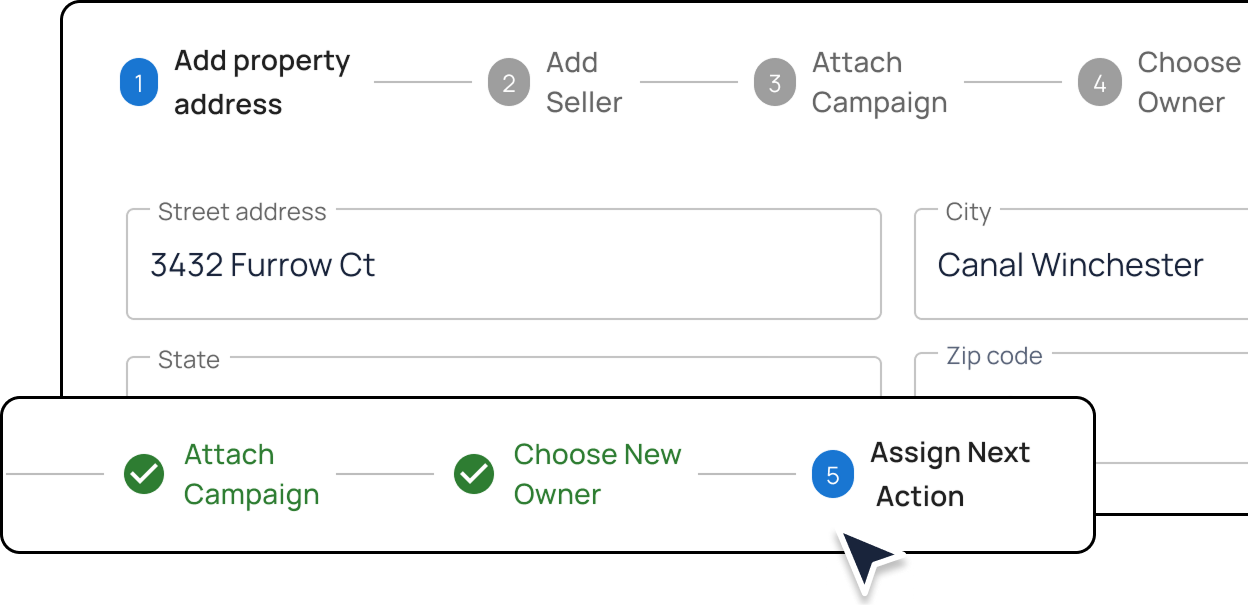 1
Add property
address
2
Add
Seller
3
Attach
Campaign
4
Choose
Owner
Street address
3432 Furrow Ct
City
Canal Winchester
State
Zip code
Attach
Campaign
Choose New
Owner
5
Assign Next
Action